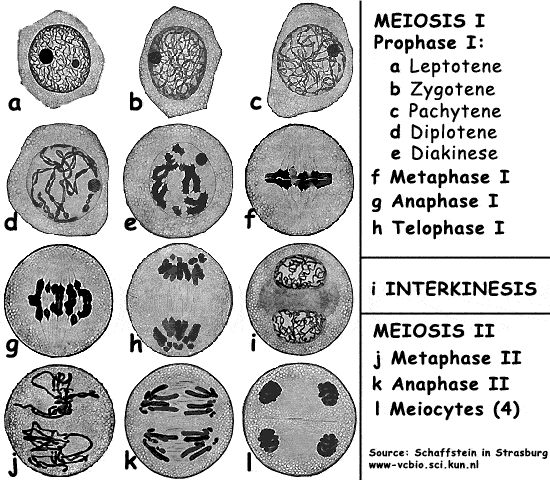 a
b
c
d
e
f
g
h
i
j
k
l
MEIOSIS I
Prophase I:
a Leptotene
b Zygotene
c Pachytene
d Diplotene
e Diakinese
f Metaphase I
g Anaphase I
h Telophase I
i INTERKINESIS
MEIOSIS II
j Metaphase II
k Anaphase II
l Meiocytes (4)
Source: Schaffstein in Strasburg
www-vcbio.sci.kun.nl